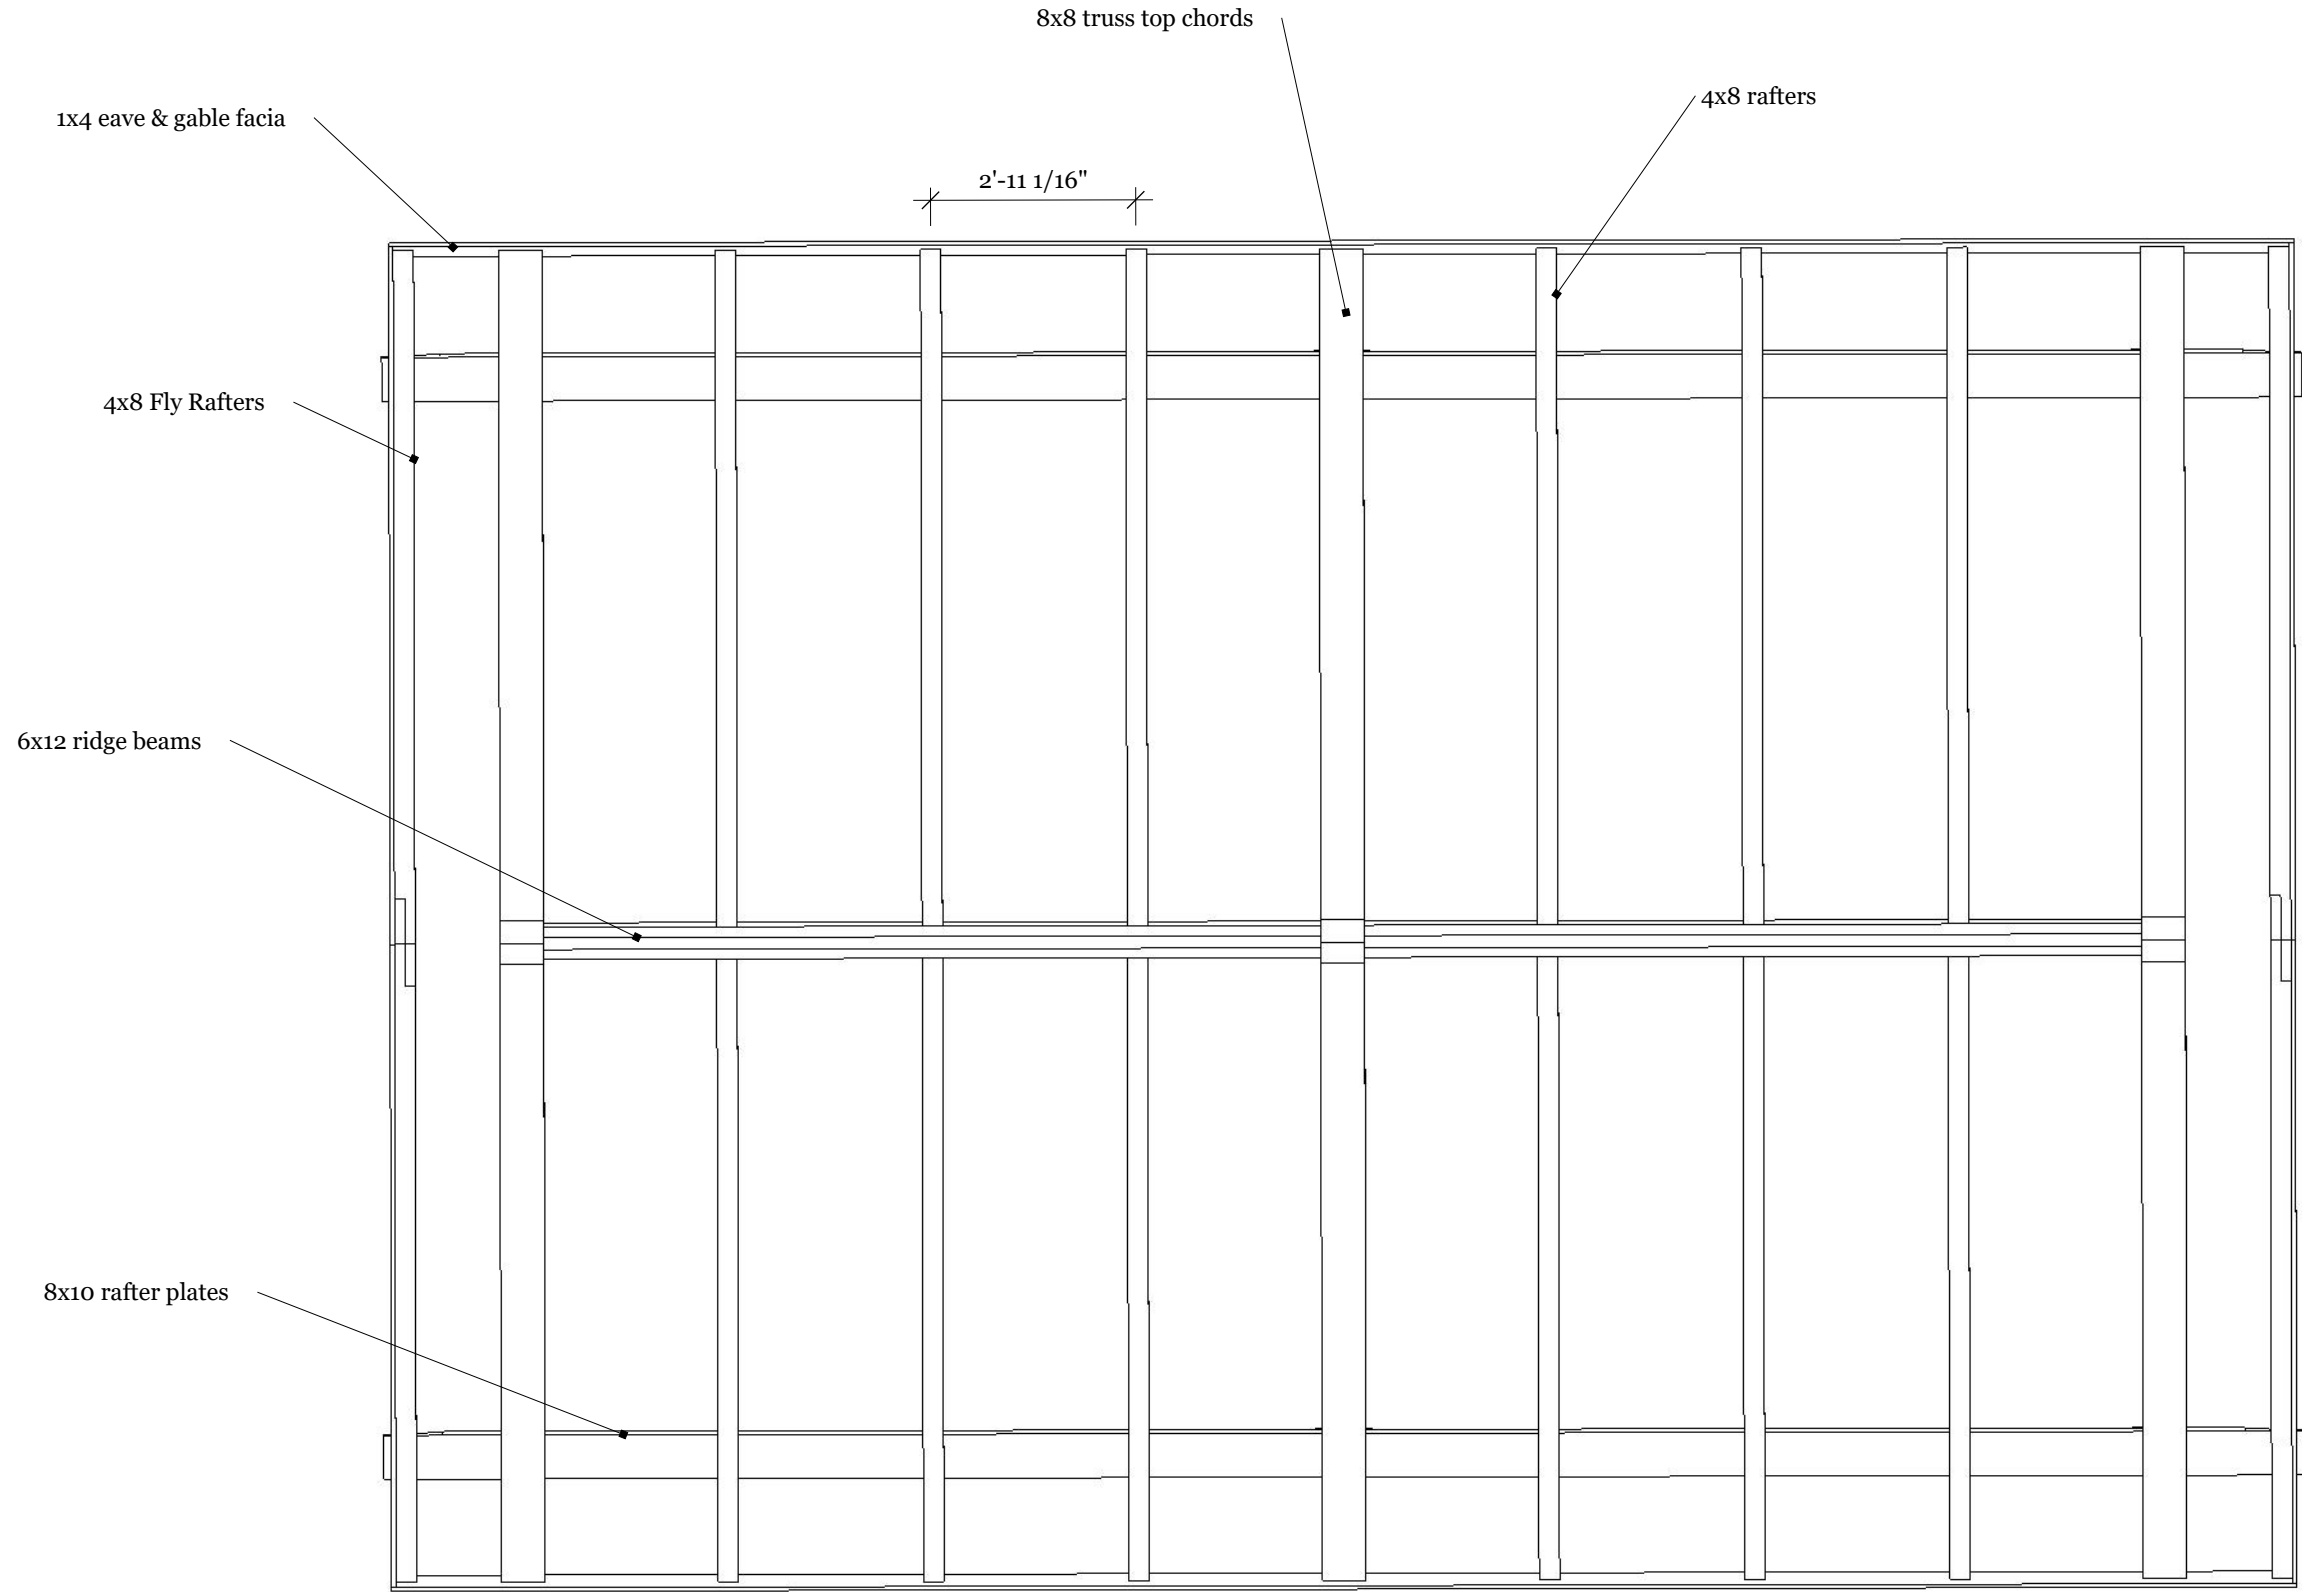 8x8 truss top chords
4x8 rafters
1x4 eave & gable facia
2'-11 1/16"
4x8 Fly Rafters
6x12 ridge beams
8x10 rafter plates